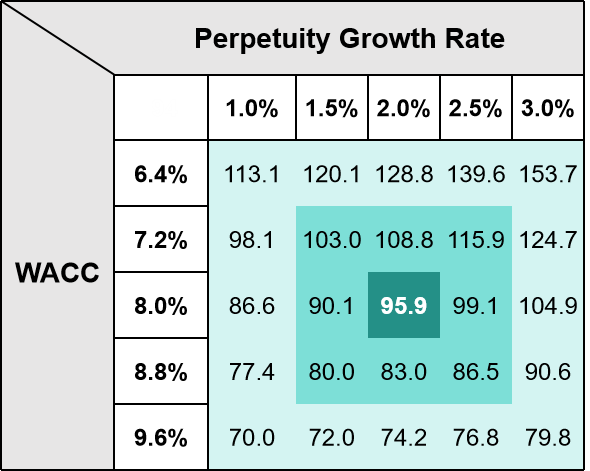 Perpetuity Growth Rate
1.0% 1.5% 2.0% 2.5% 3.0%
6.4% 113.1 120.1 128.8 139.6 153.7
7.2% 98.1 103.0 108.8 115.9 124.7
WACC
8.0% 86.6 90.1 95.9 99.1 104.9
8.8% 77.4 80.0 83.0 86.5 90.6
9.6% 70.0 72.0 74.2 76.8 79.8